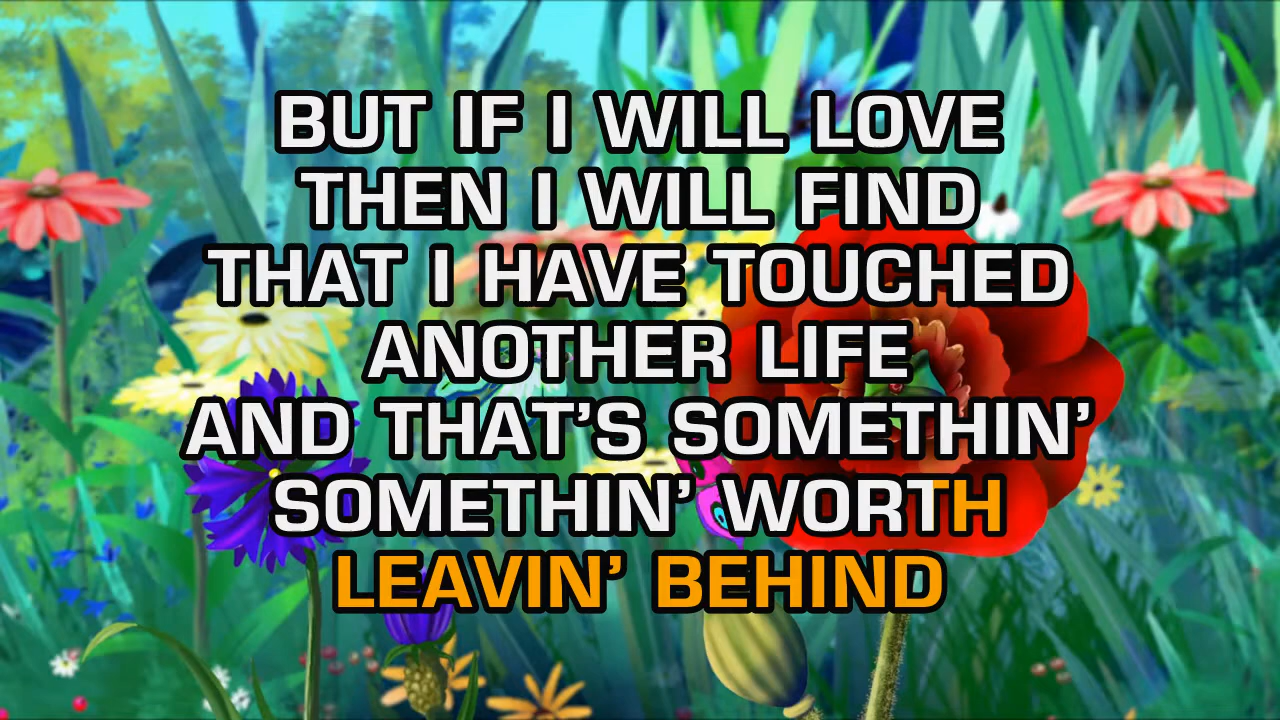 BUT IF I WILL LOVE
THEN I WILL FIND
THAT I HAVE TOUCHED
ANOTHER LIFE
AND THAT'S SOMETHIN'
SOMETHIN' WORTH
LEAVIN' BEHIND